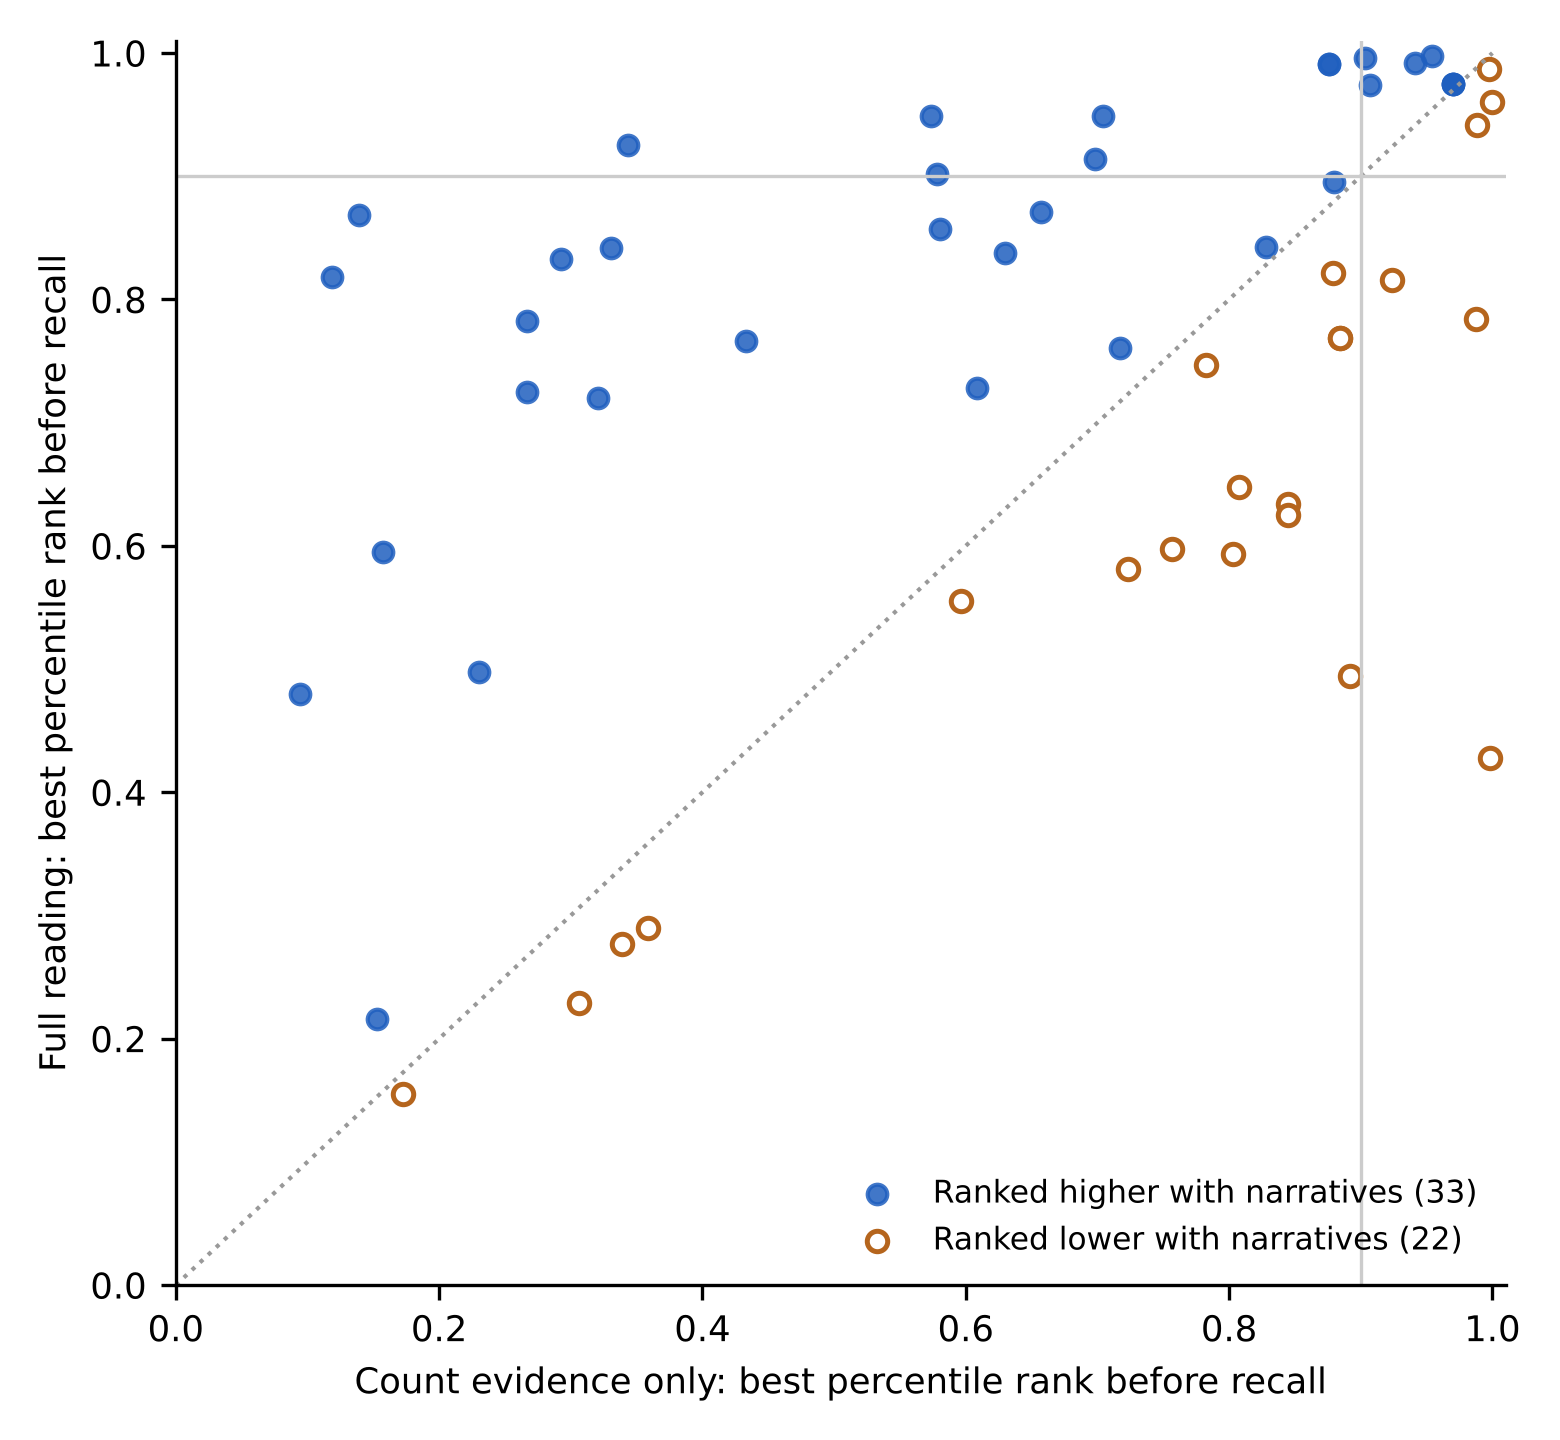 1.0
0.8
0.6
0.4
0.2
0.0
Full reading: best percentile rank before recall
Ranked higher with narratives (33)
Ranked lower with narratives (22)
0.0 0.2 0.4 0.6 0.8 1.0
Count evidence only: best percentile rank before recall